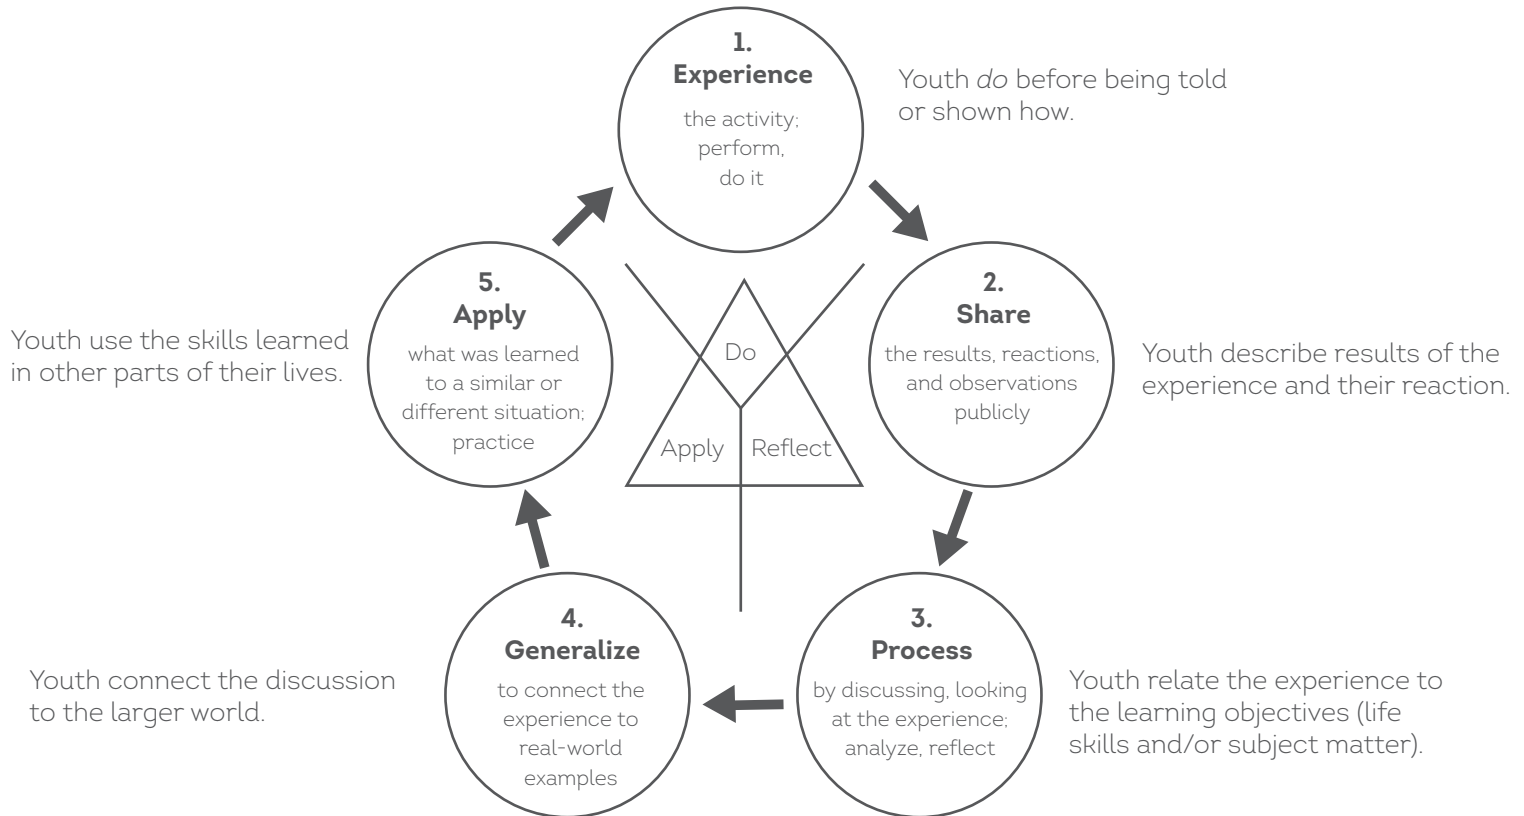 1.
Experience
the activity;
perform,
do it
Youth do before being told
or shown how.
2.
Share
the results, reactions,
and observations
publicly
Youth describe results of the
experience and their reaction.
3.
Process
by discussing, looking
at the experience;
analyze, reflect
Youth relate the experience to
the learning objectives (life
skills and/or subject matter).
4.
Generalize
to connect the
experience to
real-world
examples
Youth connect the discussion
to the larger world.
5.
Apply
what was learned
to a similar or
different situation;
practice
Youth use the skills learned
in other parts of their lives.
Do
Apply
Reflect